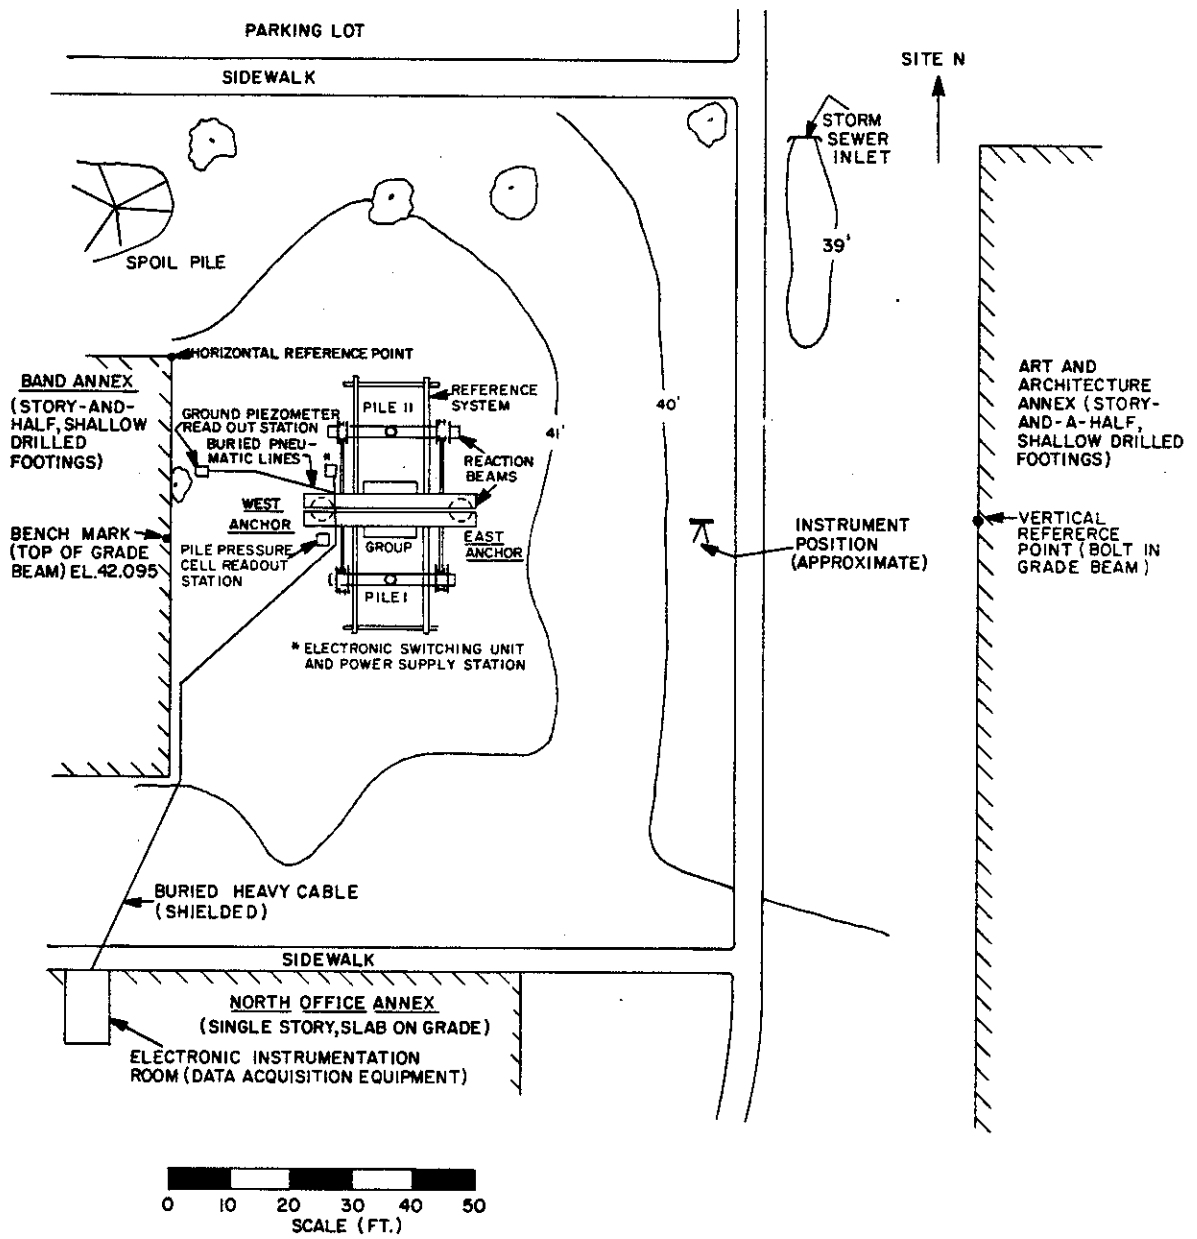 PARKING LOT
SIDEWALK
SITE N
STORM
SEWER
INLET
39'
SPOIL PILE
HORIZONTAL REFERENCE POINT
BAND ANNEX
(STORY-AND-
HALF, SHALLOW
DRILLED
FOOTINGS)
GROUND PIEZOMETER
READ OUT STATION
BURIED PNEU-
MATIC LINES
*
PILE II
REFERENCE
SYSTEM
41'
40'
REACTION
BEAMS
ART AND
ARCHITECTURE
ANNEX (STORY-
AND-A-HALF,
SHALLOW DRILLED
FOOTINGS)
WEST
ANCHOR
BENCH MARK
(TOP OF GRADE
BEAM) EL.42.095
PILE PRESSURE
CELL READOUT
STATION
GROUP
EAST
ANCHOR
PILE I
INSTRUMENT
POSITION
(APPROXIMATE)
VERTICAL
REFERENCE
POINT (BOLT IN
GRADE BEAM)
* ELECTRONIC SWITCHING UNIT
AND POWER SUPPLY STATION
BURIED HEAVY CABLE
(SHIELDED)
SIDEWALK
NORTH OFFICE ANNEX
(SINGLE STORY, SLAB ON GRADE)
ELECTRONIC INSTRUMENTATION
ROOM (DATA ACQUISITION EQUIPMENT)
0 10 20 30 40 50
SCALE (FT.)